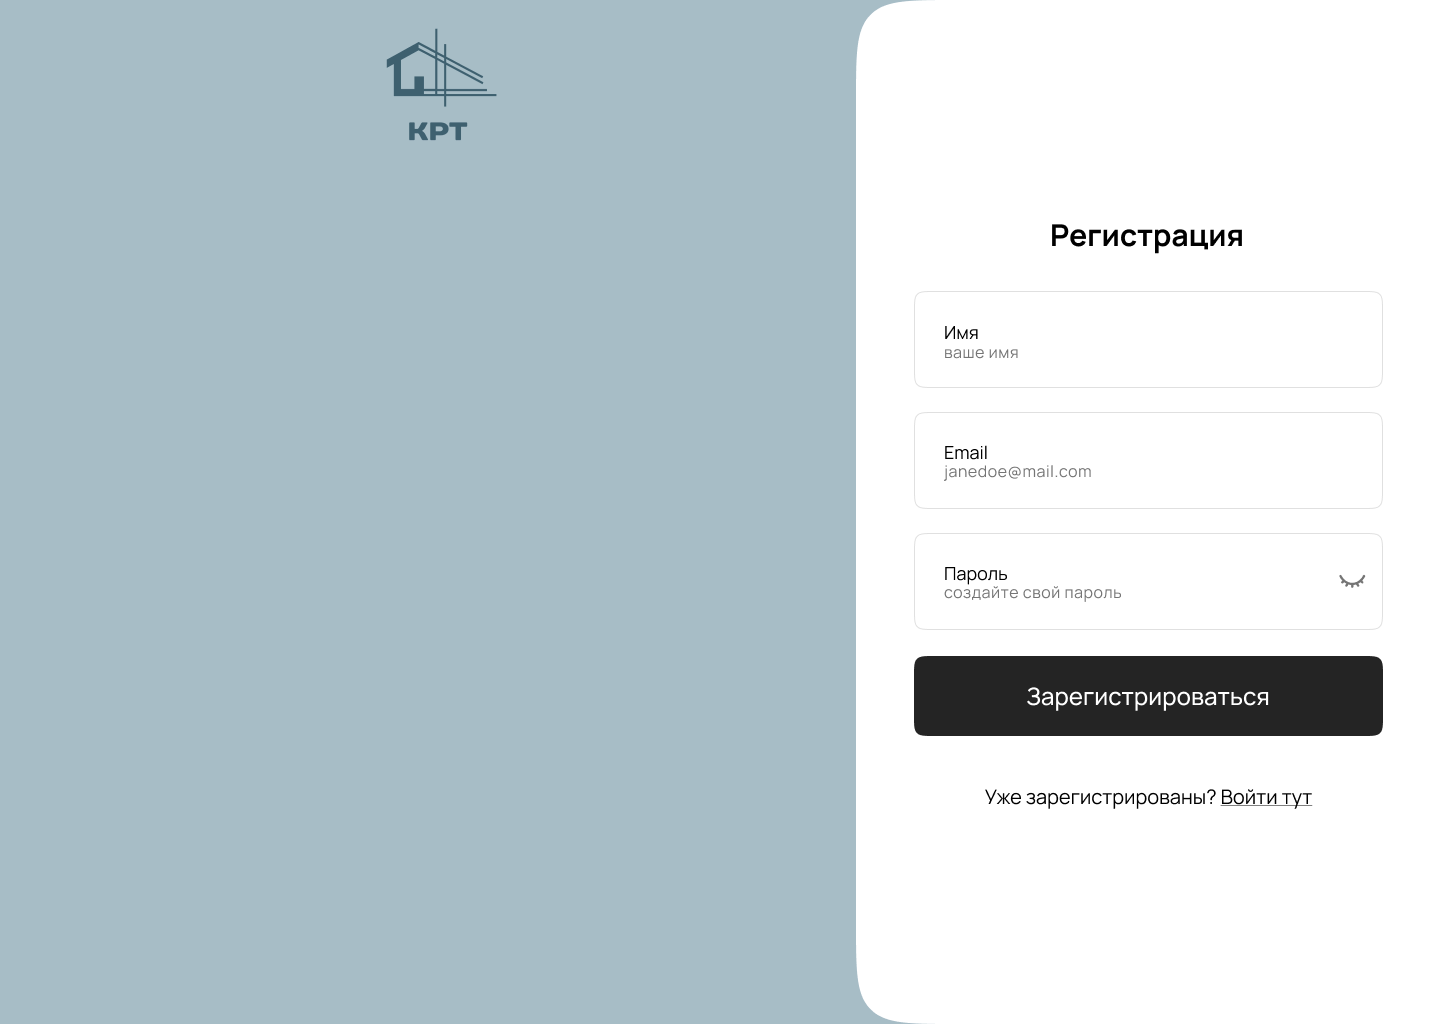 КРТ
Регистрация
Имя
ваше имя
Email
janedoe@mail.com
Пароль
создайте свой пароль
Зарегистрироваться
Уже зарегистрированы? Войти тут